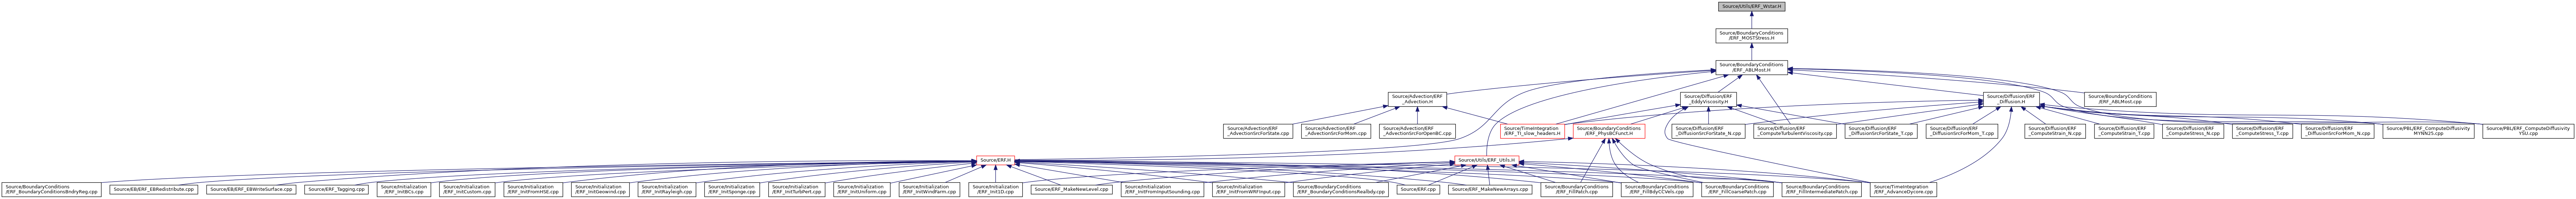 Source/Utils/ERF_Wstar.H
Source/BoundaryConditions
/ERF_MOSTStress.H
Source/BoundaryConditions
/ERF_ABLMost.H
Source/Advection/ERF
_Advection.H
Source/Diffusion/ERF
_EddyViscosity.H
Source/Diffusion/ERF
_Diffusion.H
Source/BoundaryConditions
/ERF_ABLMost.cpp
Source/Advection/ERF
_AdvectionSrcForState.cpp
Source/Advection/ERF
_AdvectionSrcForMom.cpp
Source/Advection/ERF
_AdvectionSrcForOpenBC.cpp
Source/TimeIntegration
/ERF_TI_slow_headers.H
Source/BoundaryConditions
/ERF_PhysBCFunct.H
Source/Diffusion/ERF
_DiffusionSrcForState_N.cpp
Source/Diffusion/ERF
_ComputeTurbulentViscosity.cpp
Source/Diffusion/ERF
_DiffusionSrcForState_T.cpp
Source/Diffusion/ERF
_DiffusionSrcForMom_T.cpp
Source/Diffusion/ERF
_ComputeStrain_N.cpp
Source/Diffusion/ERF
_ComputeStrain_T.cpp
Source/Diffusion/ERF
_ComputeStress_N.cpp
Source/Diffusion/ERF
_ComputeStress_T.cpp
Source/Diffusion/ERF
_DiffusionSrcForMom_N.cpp
Source/PBL/ERF_ComputeDiffusivity
MYNN25.cpp
Source/PBL/ERF_ComputeDiffusivity
YSU.cpp
Source/ERF.H
Source/Utils/ERF_Utils.H
Source/BoundaryConditions
/ERF_BoundaryConditionsBndryReg.cpp
Source/EB/ERF_EBRedistribute.cpp
Source/EB/ERF_EBWriteSurface.cpp
Source/ERF_Tagging.cpp
Source/Initialization
/ERF_InitBCs.cpp
Source/Initialization
/ERF_InitCustom.cpp
Source/Initialization
/ERF_InitFromHSE.cpp
Source/Initialization
/ERF_InitGeowind.cpp
Source/Initialization
/ERF_InitRayleigh.cpp
Source/Initialization
/ERF_InitSponge.cpp
Source/Initialization
/ERF_InitTurbPert.cpp
Source/Initialization
/ERF_InitUniform.cpp
Source/Initialization
/ERF_InitWindFarm.cpp
Source/Initialization
/ERF_Init1D.cpp
Source/ERF_MakeNewLevel.cpp
Source/Initialization
/ERF_InitFromInputSounding.cpp
Source/Initialization
/ERF_InitFromWRFInput.cpp
Source/BoundaryConditions
/ERF_BoundaryConditionsRealbdy.cpp
Source/ERF.cpp
Source/ERF_MakeNewArrays.cpp
Source/BoundaryConditions
/ERF_FillPatch.cpp
Source/BoundaryConditions
/ERF_FillBdyCCVels.cpp
Source/BoundaryConditions
/ERF_FillCoarsePatch.cpp
Source/BoundaryConditions
/ERF_FillIntermediatePatch.cpp
Source/TimeIntegration
/ERF_AdvanceDycore.cpp